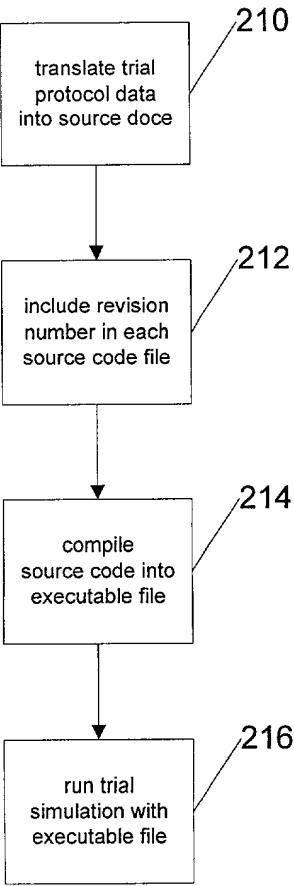 210
translate trial
protocol data
into source doce
212
include revision
number in each
source code file
214
compile
source code into
executable file
216
run trial
simulation with
executable file